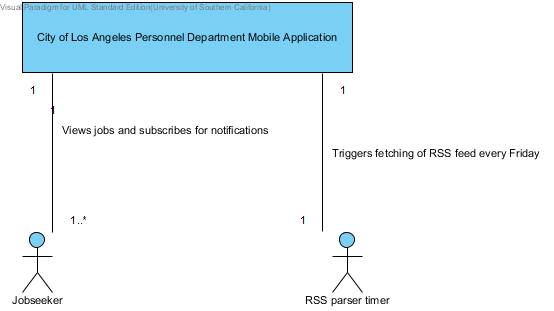 Visual Paradigm for UML Standard Edition(University of Southern California)
City of Los Angeles Personnel Department Mobile Application
1 1
1
Views jobs and subscribes for notifications
Triggers fetching of RSS feed every Friday
1..* 1
Jobseeker RSS parser timer